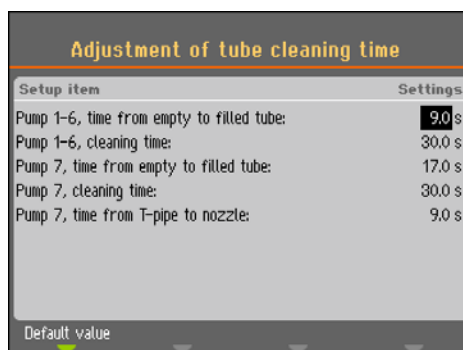 Adjustment of tube cleaning time
Setup item Settings
Pump 1-6, time from empty to filled tube: 9.0 s
Pump 1-6, cleaning time: 30.0 s
Pump 7, time from empty to filled tube: 17.0 s
Pump 7, cleaning time: 30.0 s
Pump 7, time from T-pipe to nozzle: 9.0 s
Default value